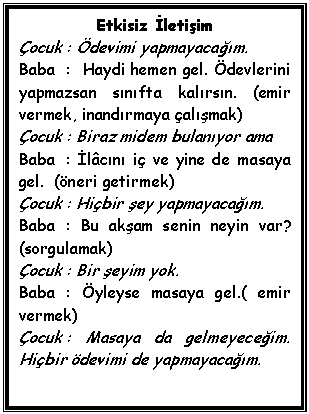 Etkisiz İletişim
Çocuk : Ödevimi yapmayacağım.
Baba : Haydi hemen gel. Ödevlerini
yapmazsan sınıfta kalırsın. (emir
vermek, inandırmaya çalışmak)
Çocuk : Biraz midem bulanıyor ama
Baba : İlâcını iç ve yine de masaya
gel. (öneri getirmek)
Çocuk : Hiçbir şey yapmayacağım.
Baba : Bu akşam senin neyin var?
(sorgulamak)
Çocuk : Bir şeyim yok.
Baba : Öyleyse masaya gel.( emir
vermek)
Çocuk : Masaya da gelmeyeceğim.
Hiçbir ödevimi de yapmayacağım.